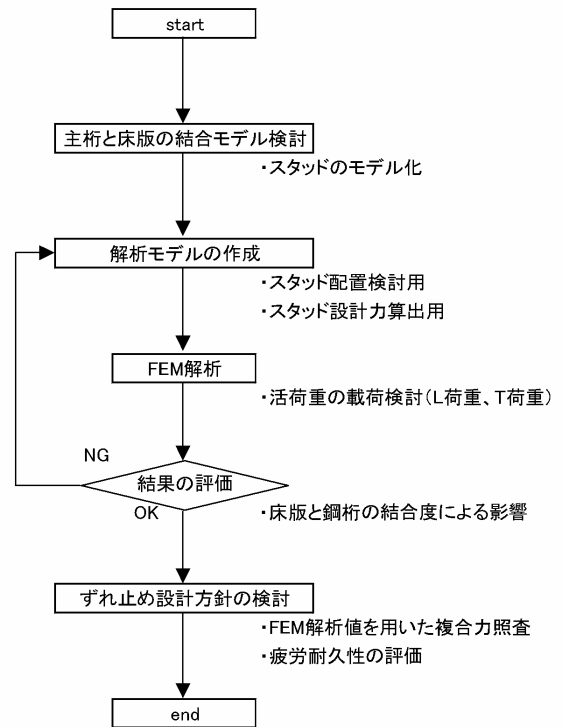 start
主桁と床版の結合モデル検討
・スタッドのモデル化
解析モデルの作成
・スタッド配置検討用
・スタッド設計力算出用
FEM解析
・活荷重の載荷検討(L荷重、T荷重)
NG
結果の評価
OK
・床版と鋼桁の結合度による影響
ずれ止め設計方針の検討
・FEM解析値を用いた複合力照査
・疲労耐久性の評価
end